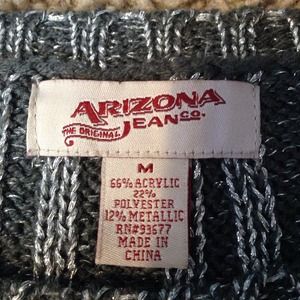 ARIZONA
THE ORIGINAL JEAN CO.
M
66% ACRYLIC
22%
POLYESTER
12% METALLIC
RN#93677
MADE IN
CHINA